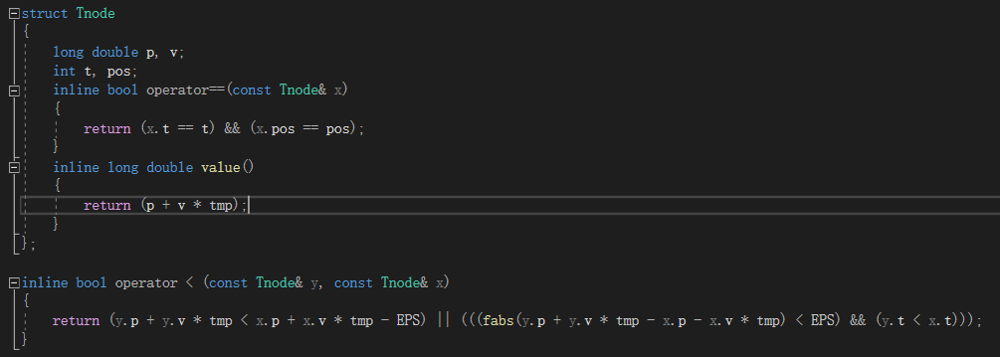 struct Tnode
{
long double p, v;
int t, pos;
inline bool operator==(const Tnode& x)
{
return (x.t == t) && (x.pos == pos);
}
inline long double value()
{
return (p + v * tmp);
}
};
inline bool operator < (const Tnode& y, const Tnode& x)
{
return (y.p + y.v * tmp < x.p + x.v * tmp - EPS) || (((fabs(y.p + y.v * tmp - x.p - x.v * tmp) < EPS) && (y.t < x.t)));
}